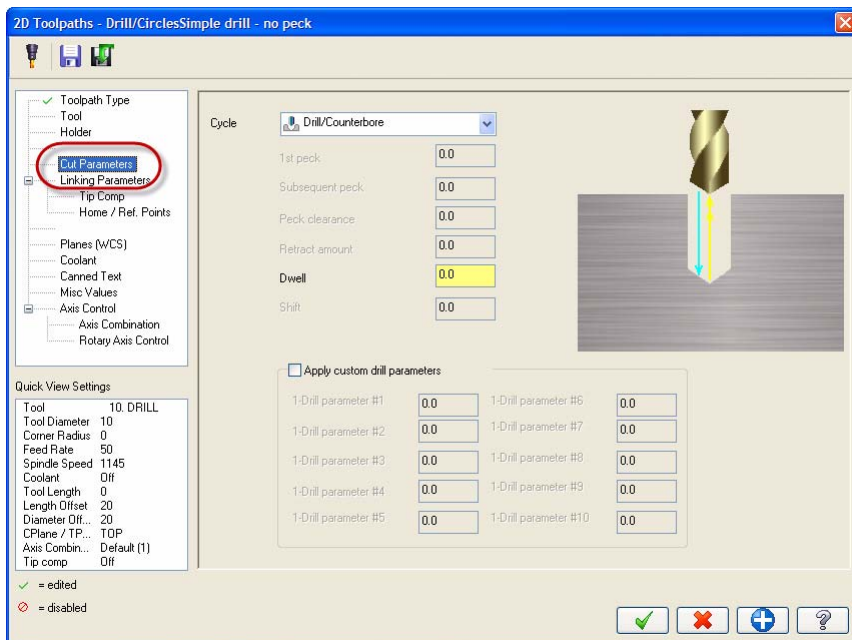 2D Toolpaths - Drill/CirclesSimple drill - no peck
Toolpath Type
Tool
Holder
Cut Parameters
Linking Parameters
Tip Comp
Home / Ref. Points
Planes (WCS)
Coolant
Canned Text
Misc Values
Axis Control
Axis Combination
Rotary Axis Control
Quick View Settings
Tool 10. DRILL
Tool Diameter 10
Corner Radius 0
Feed Rate 50
Spindle Speed 1145
Coolant Off
Tool Length 0
Length Offset 20
Diameter Off... 20
CPlane / TP... TOP
Axis Combin... Default (1)
Tip comp Off
= edited
= disabled
Cycle Drill/Counterbore
1st peck 0.0
Subsequent peck 0.0
Peck clearance 0.0
Retract amount 0.0
Dwell 0.0
Shift 0.0
Apply custom drill parameters
1-Drill parameter #1 0.0 1-Drill parameter #6 0.0
1-Drill parameter #2 0.0 1-Drill parameter #7 0.0
1-Drill parameter #3 0.0 1-Drill parameter #8 0.0
1-Drill parameter #4 0.0 1-Drill parameter #9 0.0
1-Drill parameter #5 0.0 1-Drill parameter #10 0.0
?